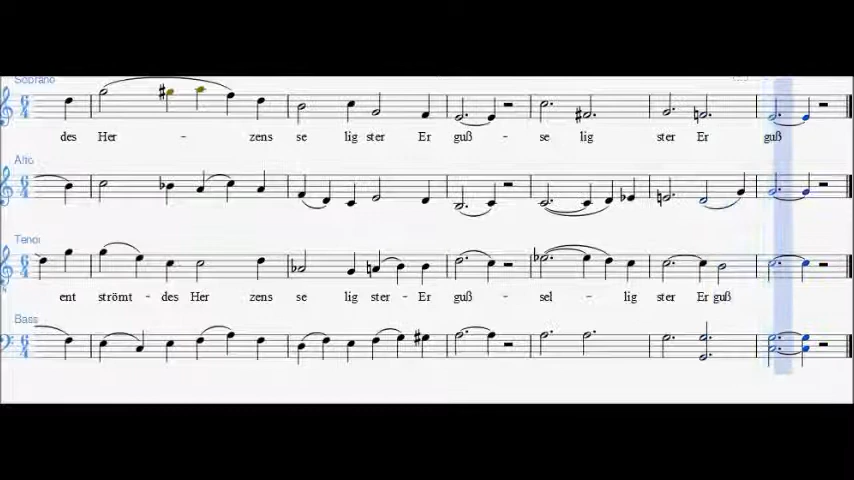 Soprano
des Her - zens se lig ster Er guß - se lig ster Er guß
Alto
Tenor
ent strömt - des Her zens se lig ster - Er guß - sel - lig ster Er guß
Bass